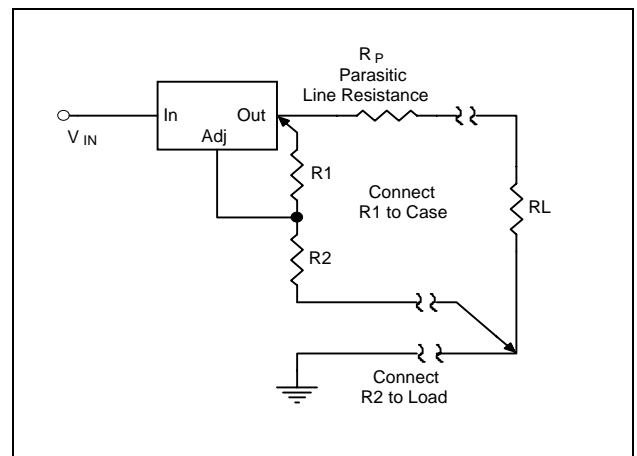 R P
Parasitic
Line Resistance
In
Out
Adj
V IN
R1
Connect
R1 to Case
RL
R2
Connect
R2 to Load